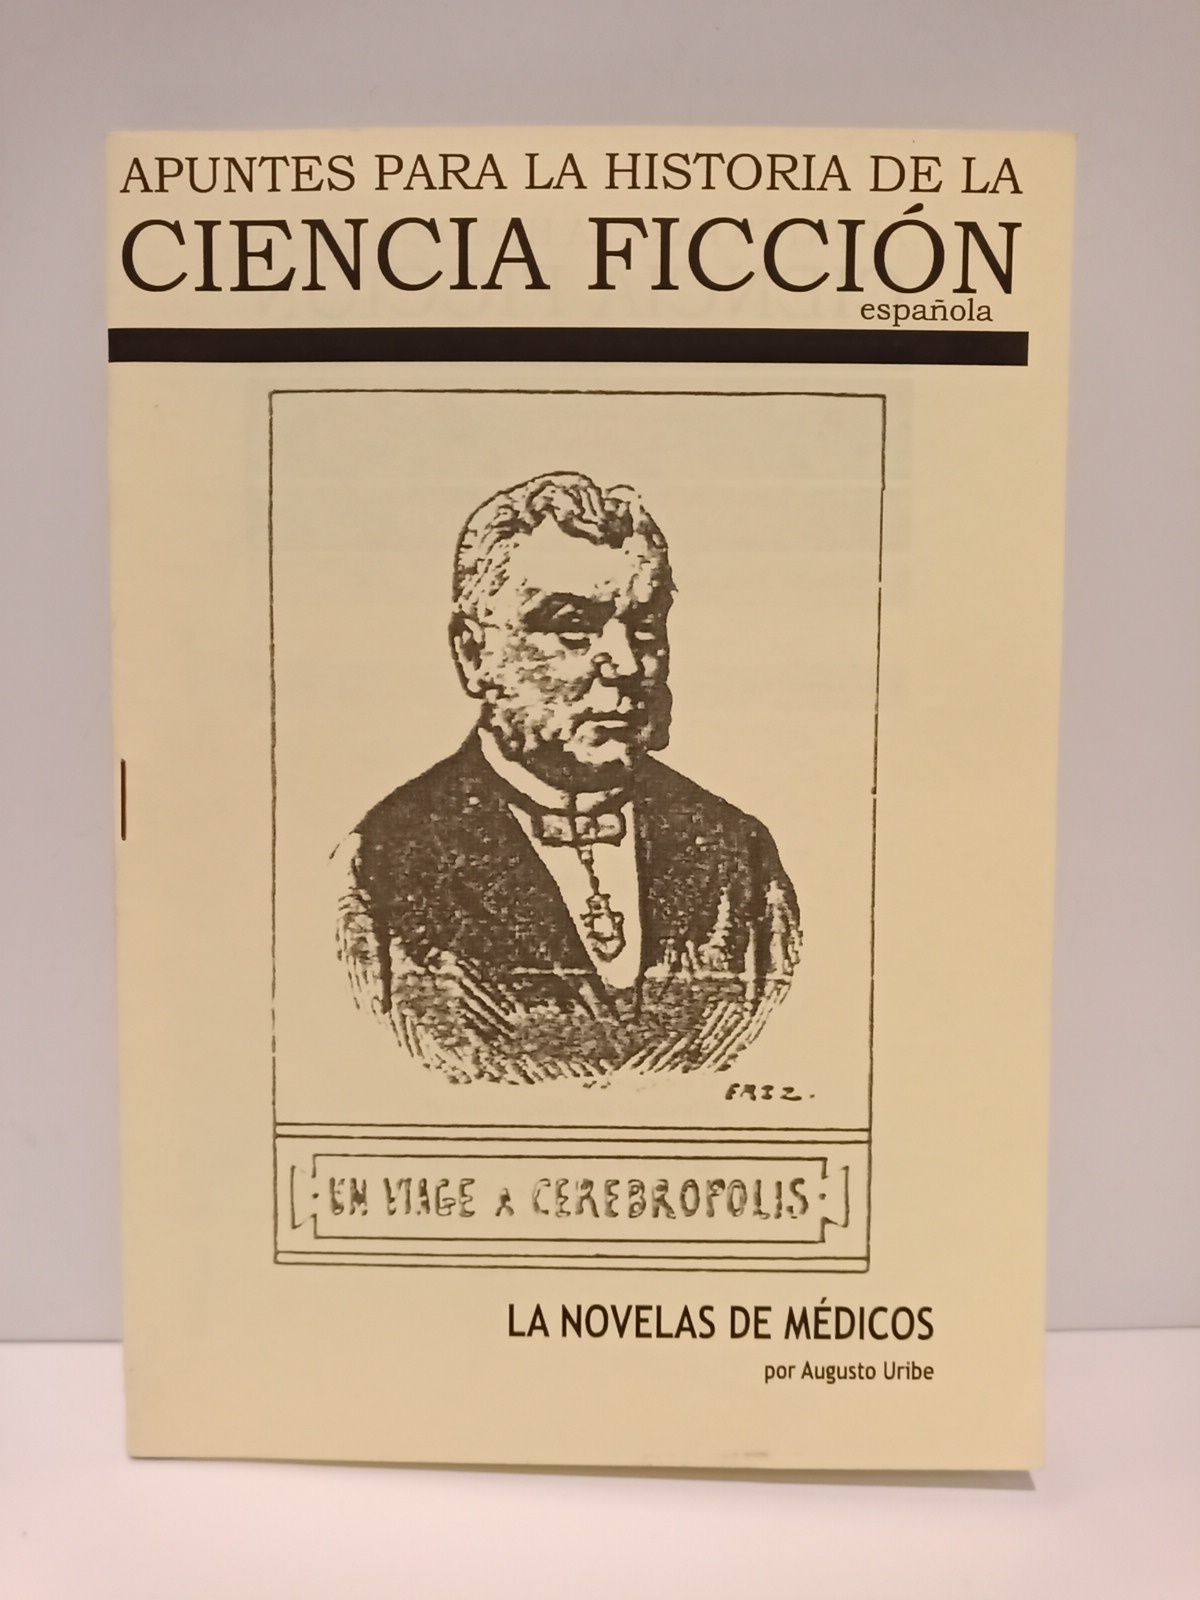 APUNTES PARA LA HISTORIA DE LA
CIENCIA FICCIÓN
española
ERIZ.
UN VIAGE A CEREBROPOLIS
LA NOVELAS DE MÉDICOS
por Augusto Uribe